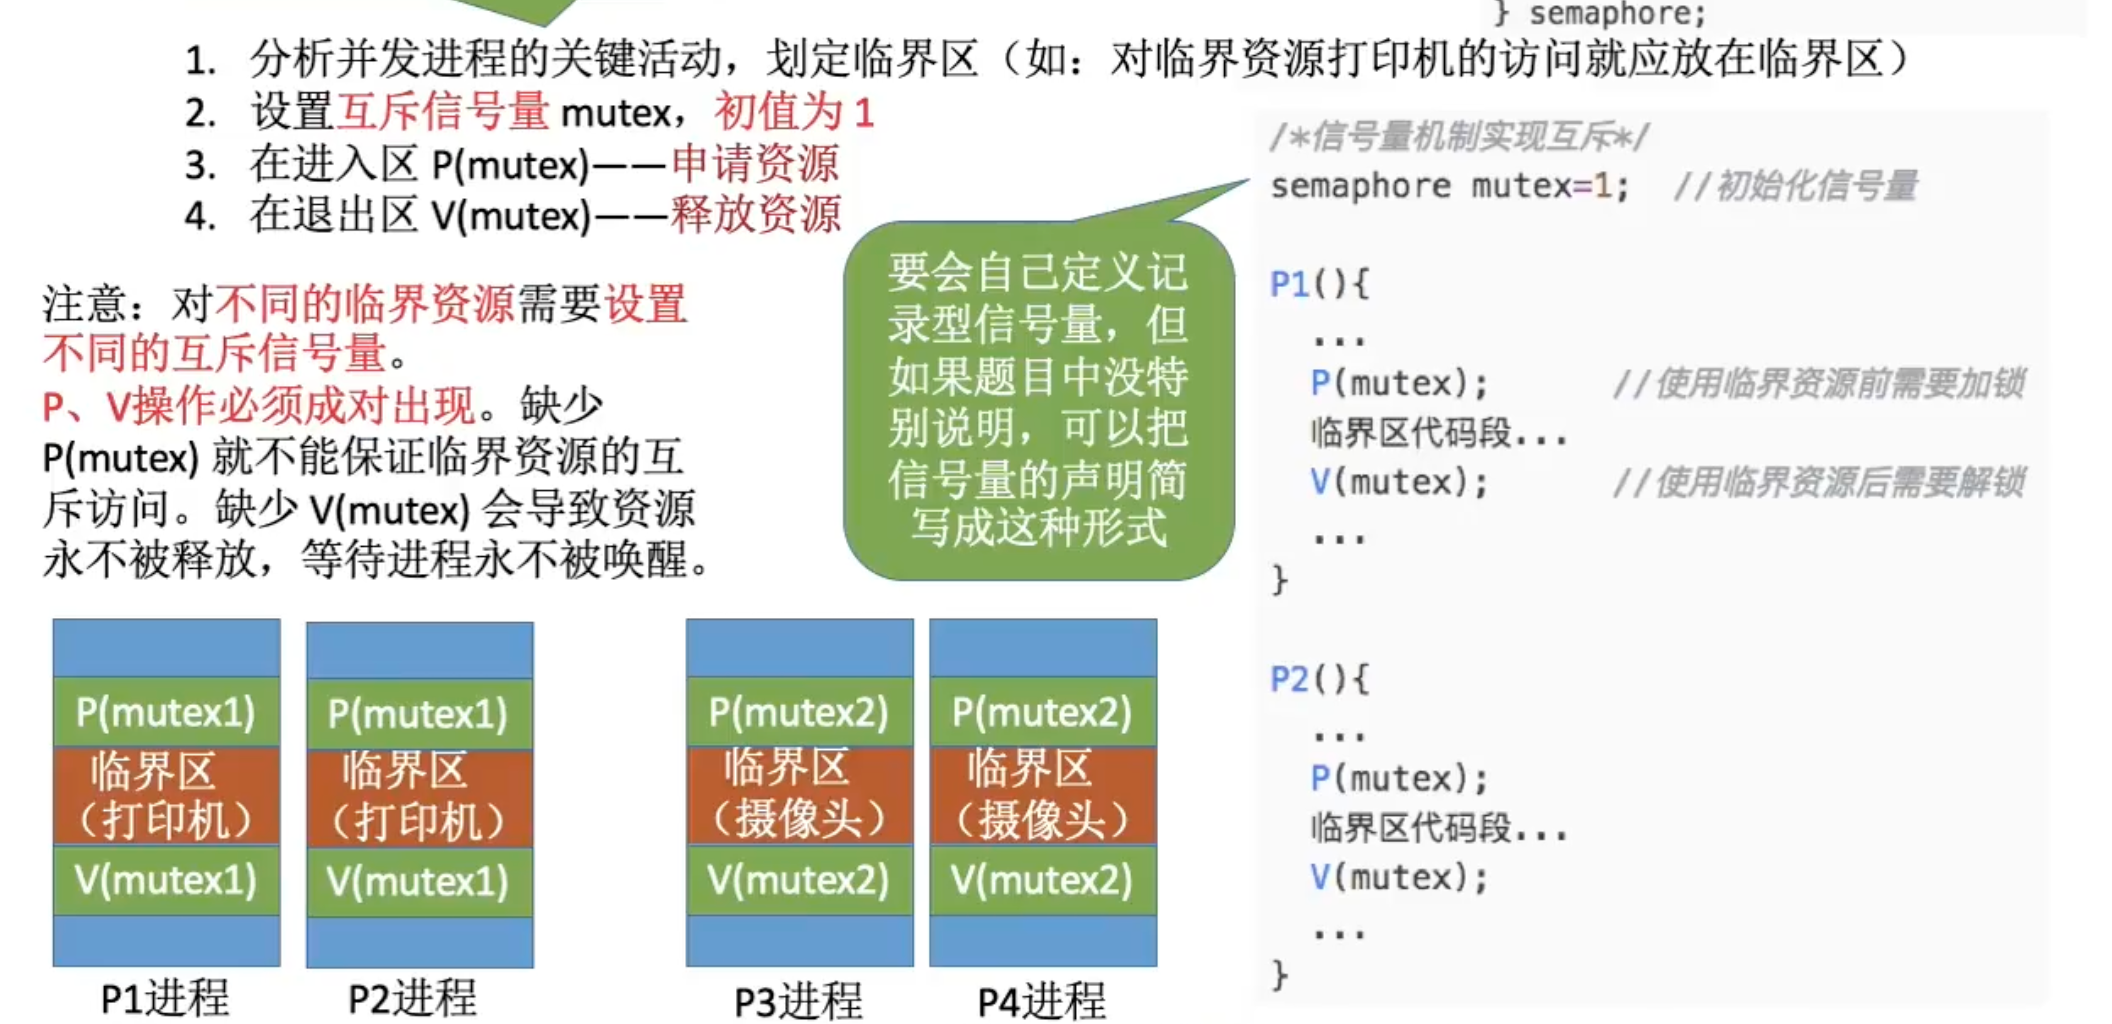 } semaphore;
1. 分析并发进程的关键活动，划定临界区（如：对临界资源打印机的访问就应放在临界区）
2. 设置互斥信号量 mutex，初值为 1
3. 在进入区 P(mutex)——申请资源
4. 在退出区 V(mutex)——释放资源
注意：对不同的临界资源需要设置
不同的互斥信号量。
P、V操作必须成对出现。缺少
P(mutex) 就不能保证临界资源的互
斥访问。缺少 V(mutex) 会导致资源
永不被释放，等待进程永不被唤醒。
要会自己定义记
录型信号量，但
如果题目中没特
别说明，可以把
信号量的声明简
写成这种形式
/*信号量机制实现互斥*/
semaphore mutex=1; //初始化信号量
P1(){
...
P(mutex); //使用临界资源前需要加锁
临界区代码段...
V(mutex); //使用临界资源后需要解锁
...
}
P2(){
...
P(mutex);
临界区代码段...
V(mutex);
...
}
P(mutex1)
临界区
（打印机）
V(mutex1)
P1进程
P(mutex1)
临界区
（打印机）
V(mutex1)
P2进程
P(mutex2)
临界区
（摄像头）
V(mutex2)
P3进程
P(mutex2)
临界区
（摄像头）
V(mutex2)
P4进程